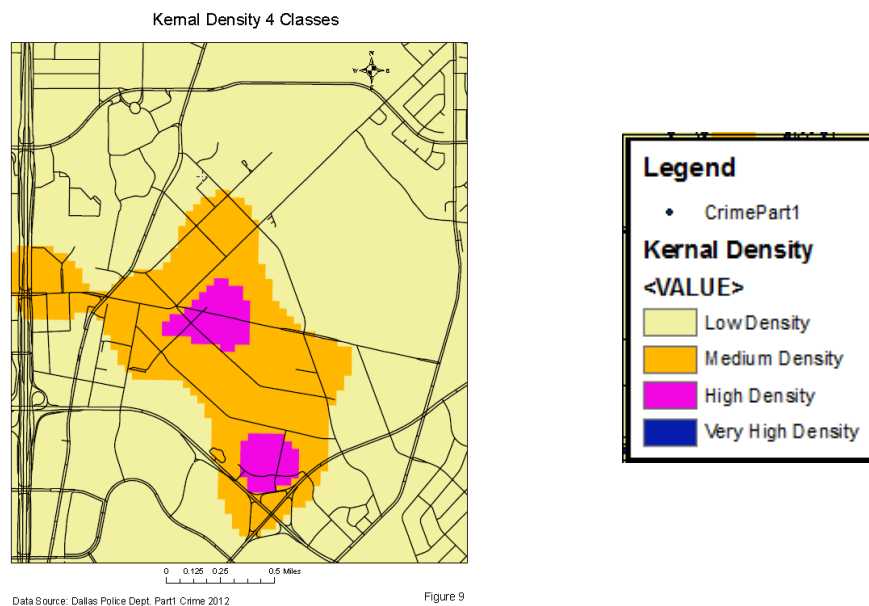 Kernal Density 4 Classes
N
W E
S
0 0.125 0.25 0.5 Miles
Data Source: Dallas Police Dept. Part1 Crime 2012
Figure 9
Legend
CrimePart1
Kernal Density
<VALUE>
Low Density
Medium Density
High Density
Very High Density